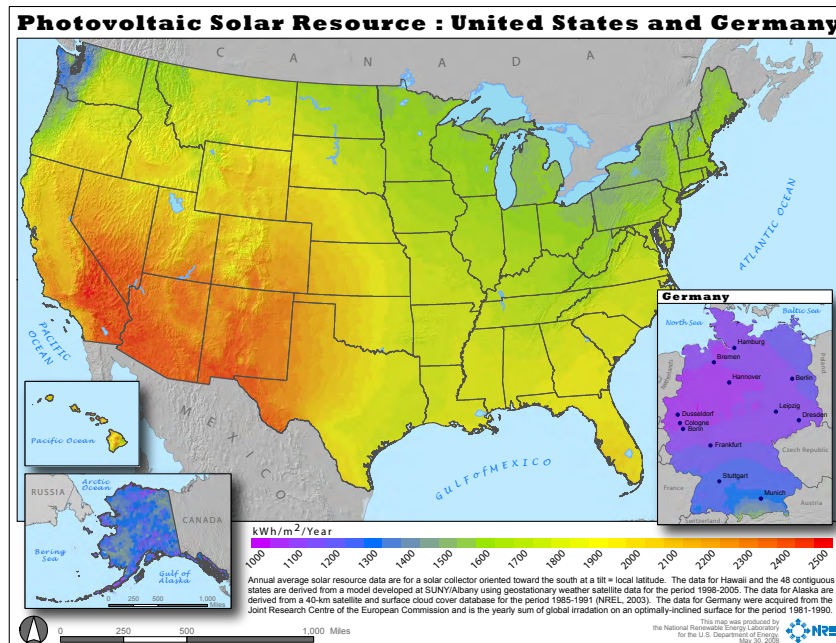 Photovoltaic Solar Resource : United States and Germany
C A N A D A
ATLANTIC OCEAN
PACIFIC OCEAN
MEXICO
GULF of MEXICO
Pacific Ocean
RUSSIA
Arctic Ocean
CANADA
Bering Sea
Gulf of Alaska
0 250 500 1,000 Miles
Germany
North Sea
Baltic Sea
Hamburg
Bremen
Poland
Netherlands
Hannover
Berlin
Dusseldorf
Cologne
Bonn
Leipzig
Dresden
Frankfurt
Czech Republic
Stuttgart
France
Munich
Austria
Switzerland
kWh/m2/Year
1000 1100 1200 1300 1400 1500 1600 1700 1800 1900 2000 2100 2200 2300 2400 2500
Annual average solar resource data are for a solar collector oriented toward the south at a tilt = local latitude. The data for Hawaii and the 48 contiguous
states are derived from a model developed at SUNY/Albany using geostationary weather satellite data for the period 1998-2005. The data for Alaska are
derived from a 40-km satellite and surface cloud cover database for the period 1985-1991 (NREL, 2003). The data for Germany were acquired from the
Joint Research Centre of the European Commission and is the yearly sum of global irradation on an optimally-inclined surface for the period 1981-1990.
0 250 500 1,000 Miles
This map was produced by
the National Renewable Energy Laboratory
for the U.S. Department of Energy.
May 30, 2008
NRE